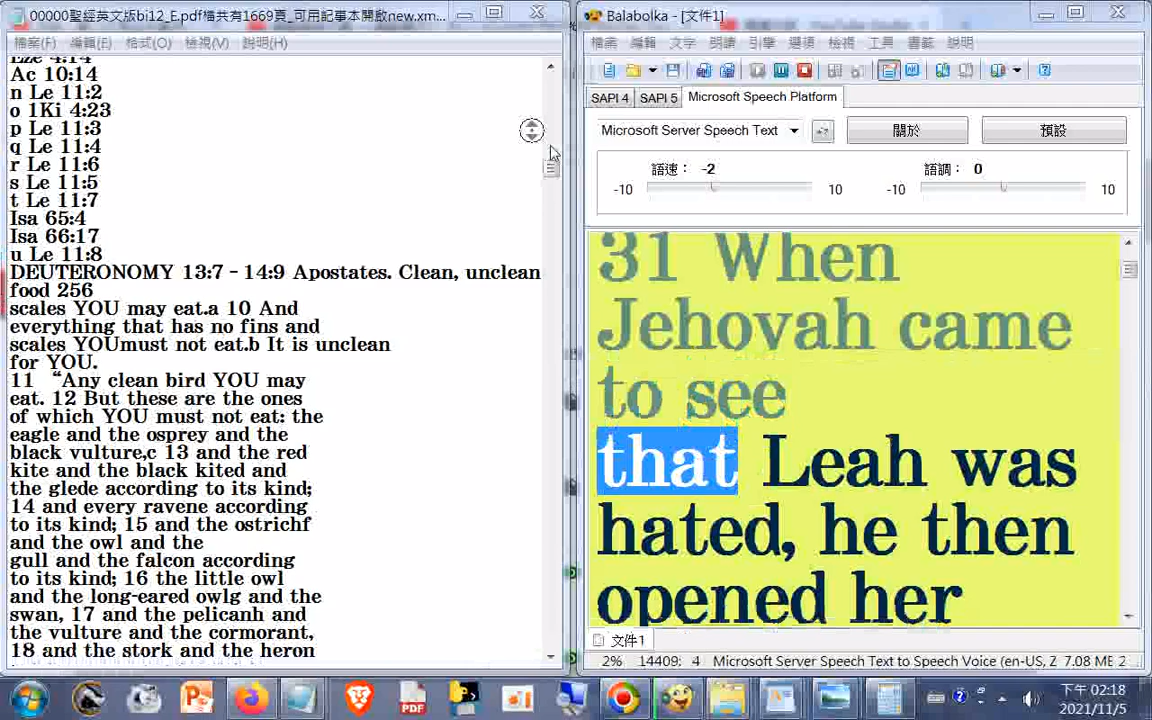 00000聖經英文版bi12_E.pdf檔共有1669頁_可用記事本開啟new.xm...
檔案(F) 編輯(E) 格式(O) 檢視(V) 說明(H)
Eze 4:14
Ac 10:14
n Le 11:2
o 1Ki 4:23
p Le 11:3
q Le 11:4
r Le 11:6
s Le 11:5
t Le 11:7
Isa 65:4
Isa 66:17
u Le 11:8
DEUTERONOMY 13:7 - 14:9 Apostates. Clean, unclean
food 256
scales YOU may eat.a 10 And
everything that has no fins and
scales YOUmust not eat.b It is unclean
for YOU.
11 “Any clean bird YOU may
eat. 12 But these are the ones
of which YOU must not eat: the
eagle and the osprey and the
black vulture,c 13 and the red
kite and the black kited and
the glede according to its kind;
14 and every ravene according
to its kind; 15 and the ostrichf
and the owl and the
gull and the falcon according
to its kind; 16 the little owl
and the long-eared owlg and the
swan, 17 and the pelicanh and
the vulture and the cormorant,
18 and the stork and the heron
Balabolka - [文件1]
檔案 編輯 文字 朗讀 引擎 選項 檢視 工具 書籤 說明
SAPI 4 SAPI 5 Microsoft Speech Platform
Microsoft Server Speech Text
關於
預設
語速： -2
-10 10
語調： 0
-10 10
31 When
Jehovah came
to see
that Leah was
hated, he then
opened her
文件1
2% 14409: 4 Microsoft Server Speech Text to Speech Voice (en-US, Z 7.08 MB 2
下午 02:18
2021/11/5